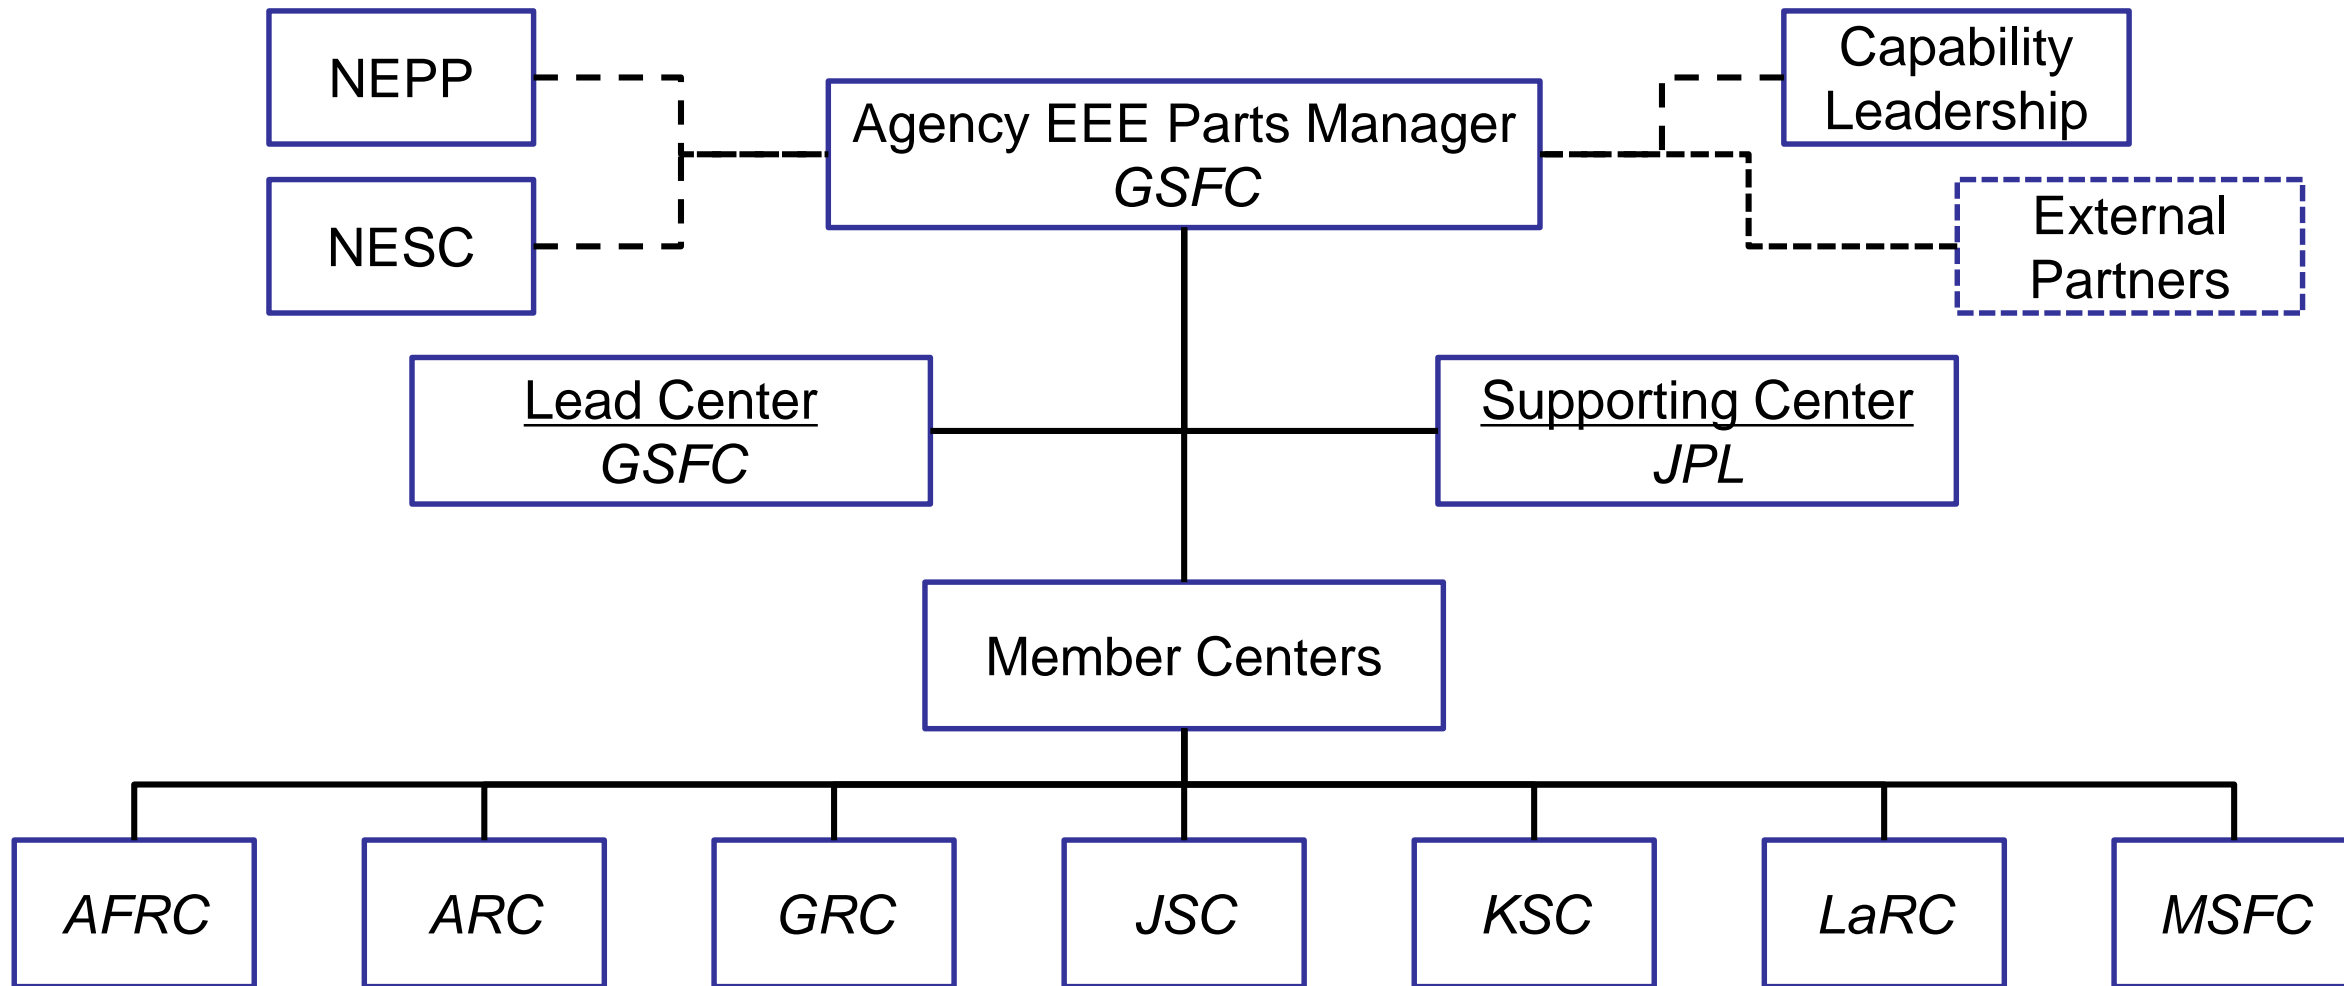 NEPP
NESC
Agency EEE Parts Manager
GSFC
Capability
Leadership
External
Partners
Lead Center
GSFC
Supporting Center
JPL
Member Centers
AFRC
ARC
GRC
JSC
KSC
LaRC
MSFC